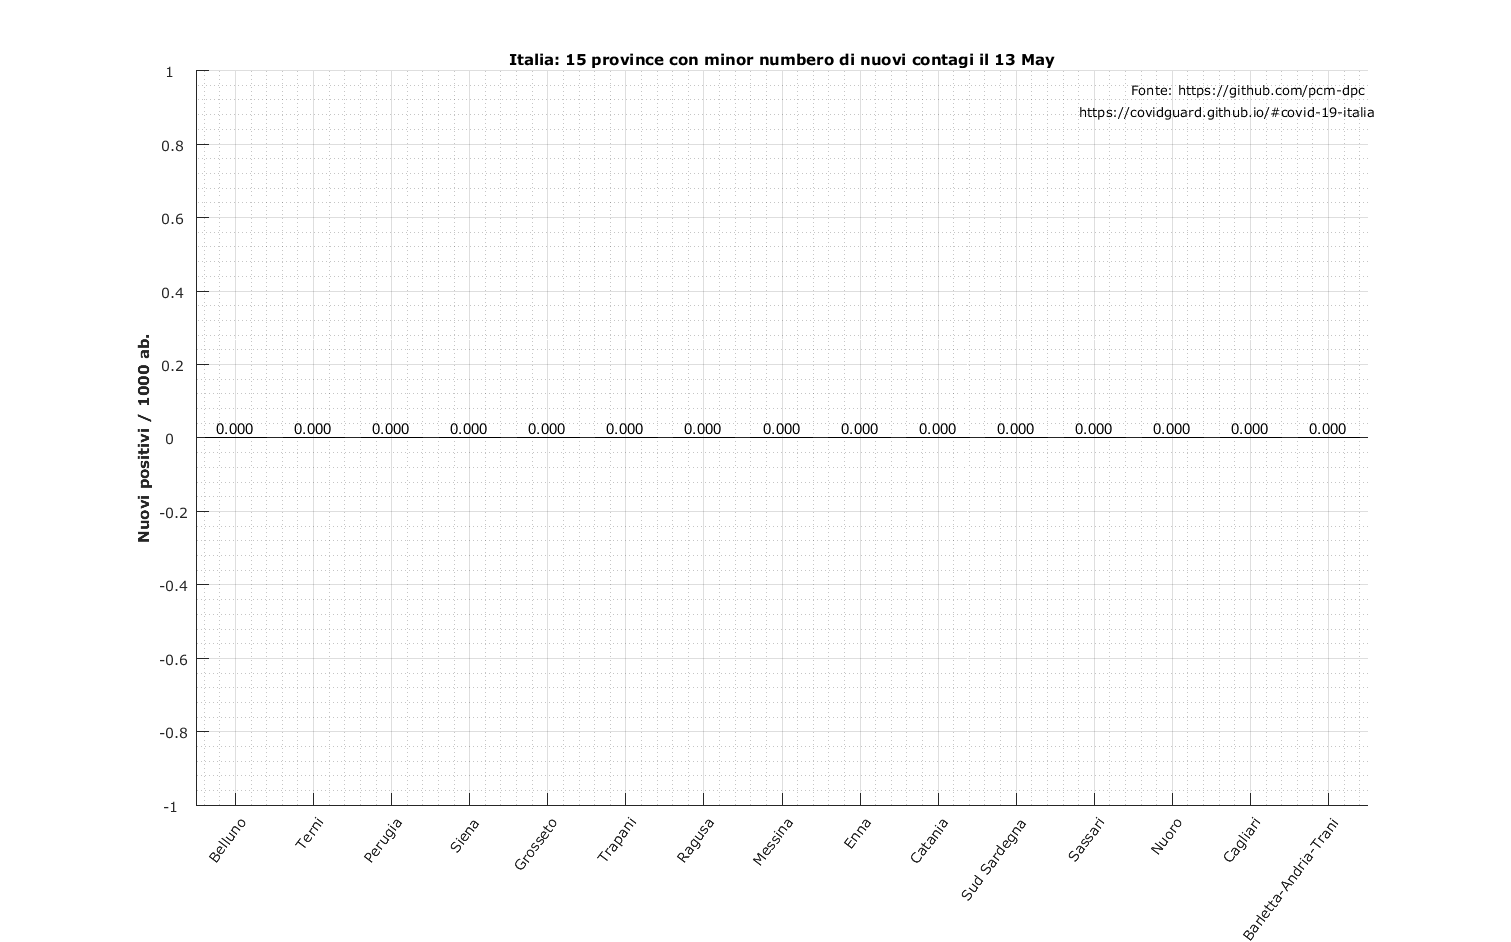 Italia: 15 province con minor numbero di nuovi contagi il 13 May
Fonte: https://github.com/pcm-dpc
https://covidguard.github.io/#covid-19-italia
Nuovi positivi / 1000 ab.
1
0.8
0.6
0.4
0.2
0
-0.2
-0.4
-0.6
-0.8
-1
0.000 0.000 0.000 0.000 0.000 0.000 0.000 0.000 0.000 0.000 0.000 0.000 0.000 0.000 0.000
Belluno
Terni
Perugia
Siena
Grosseto
Trapani
Ragusa
Messina
Enna
Catania
Sud Sardegna
Sassari
Nuoro
Cagliari
Barletta-Andria-Trani